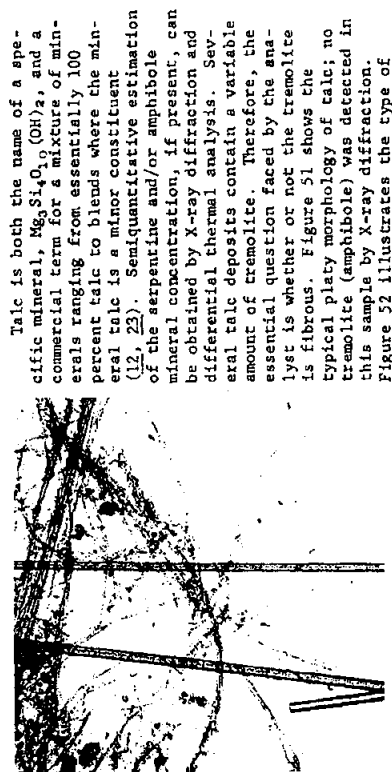 Talc is both the name of a spe-
cific mineral, Mg₃Si₄O₁₀(OH)₂, and a
commercial term for a mixture of min-
erals ranging from essentially 100
percent talc to blends where the min-
eral talc is a minor constituent
(12, 23). Semiquantitative estimation
of the serpentine and/or amphibole
mineral concentration, if present, can
be obtained by X-ray diffraction and
differential thermal analysis. Sev-
eral talc deposits contain a variable
amount of tremolite. Therefore, the
essential question faced by the ana-
lyst is whether or not the tremolite
is fibrous. Figure 51 shows the
typical platy morphology of talc; no
tremolite (amphibole) was detected in
this sample by X-ray diffraction.
Figure 52 illustrates the type of